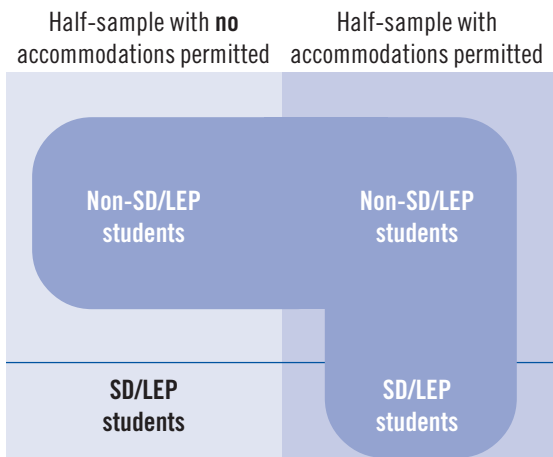 Half-sample with no
accommodations permitted
Half-sample with
accommodations permitted
Non-SD/LEP
students
Non-SD/LEP
students
SD/LEP
students
SD/LEP
students